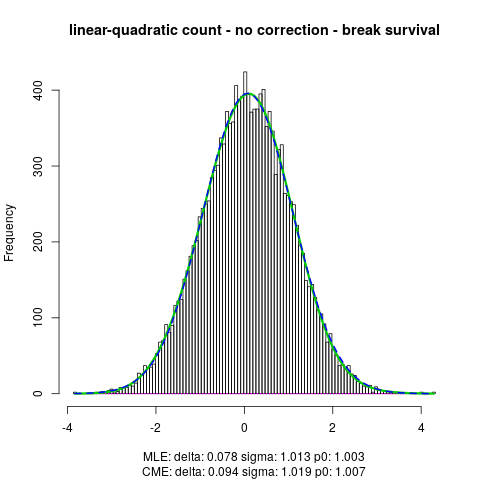 linear-quadratic count - no correction - break survival
Frequency
400
300
200
100
0
-4
-2
0
2
4
MLE: delta: 0.078 sigma: 1.013 p0: 1.003
CME: delta: 0.094 sigma: 1.019 p0: 1.007